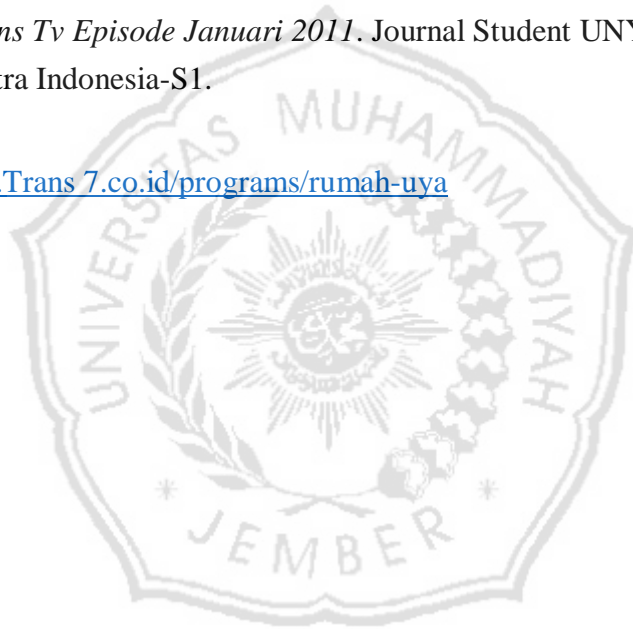 ns Tv Episode Januari 2011. Journal Student UNY
tra Indonesia-S1.
.Trans 7.co.id/programs/rumah-uya
UNIVERSITAS MUHAMMADIYAH
JEMBER